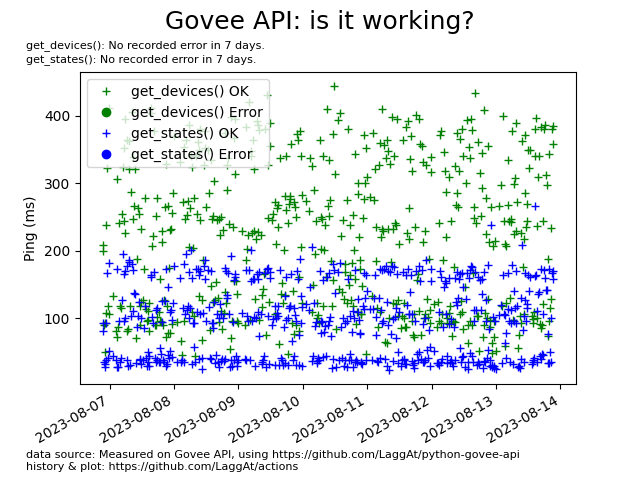 Govee API: is it working?
get_devices(): No recorded error in 7 days.
get_states(): No recorded error in 7 days.
get_devices() OK
get_devices() Error
get_states() OK
get_states() Error
Ping (ms)
400
300
200
100
2023-08-07
2023-08-08
2023-08-09
2023-08-10
2023-08-11
2023-08-12
2023-08-13
2023-08-14
data source: Measured on Govee API, using https://github.com/LaggAt/python-govee-api
history & plot: https://github.com/LaggAt/actions